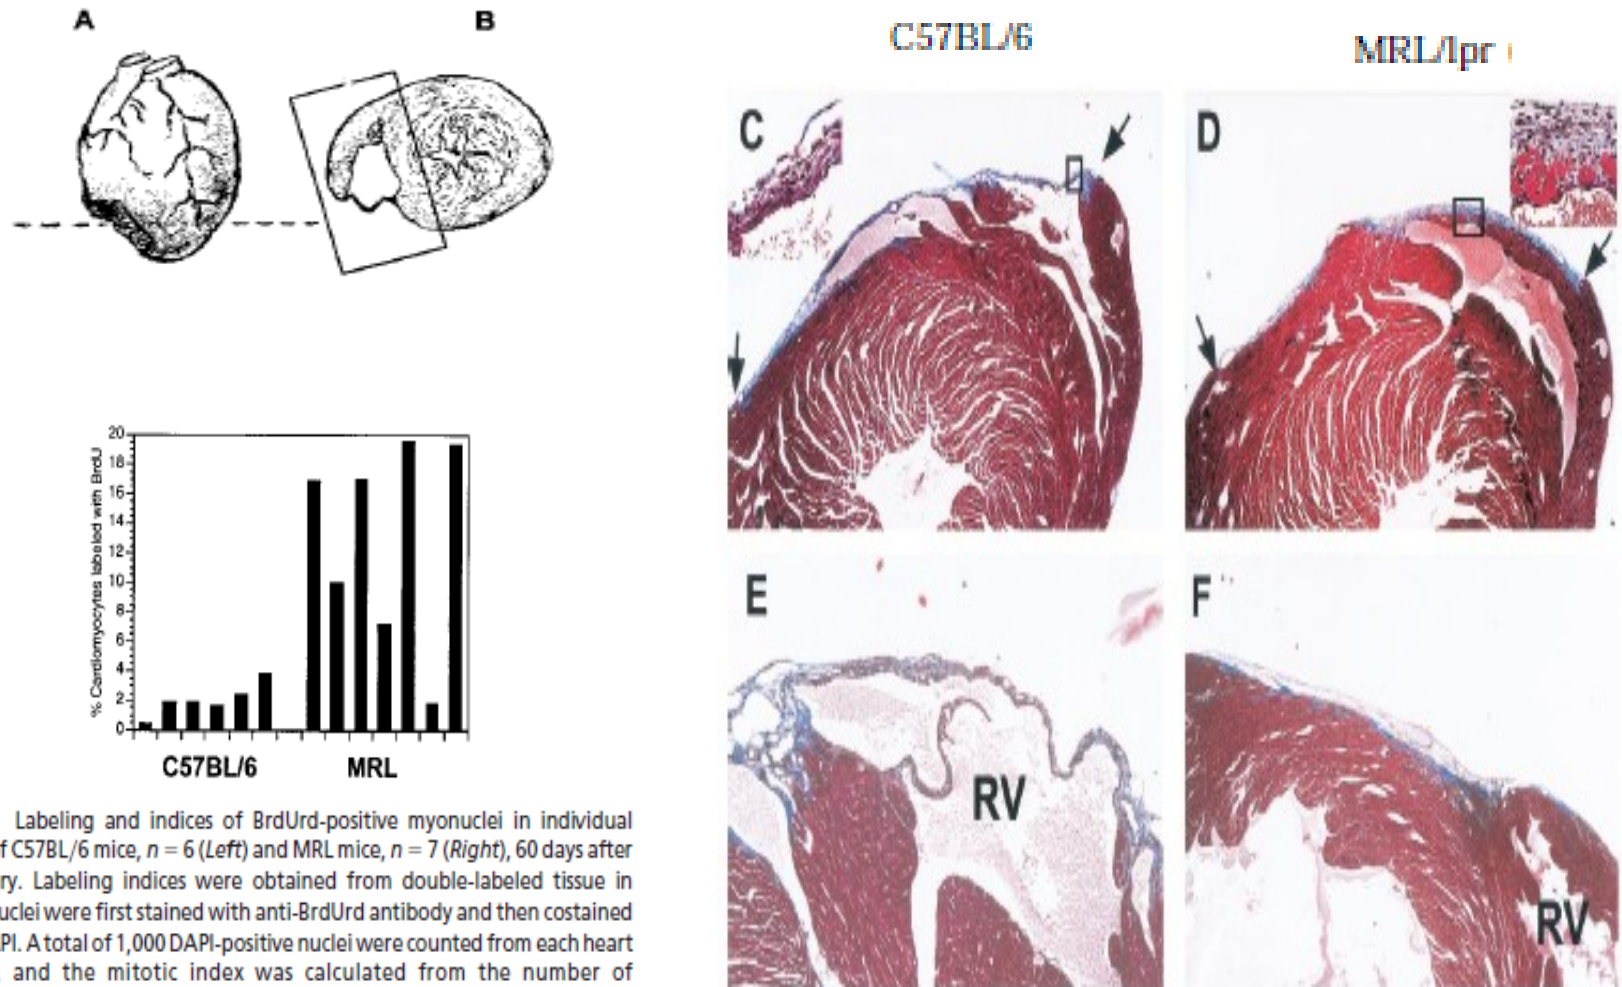 A
B
C57BL/6
MRL/lpr
C
D
E
RV
F
RV
% Cardiomyocytes labeled with BrdU
20
18
16
14
12
10
8
6
4
2
0
C57BL/6
MRL
Labeling and indices of BrdUrd-positive myonuclei in individual
f C57BL/6 mice, n = 6 (Left) and MRL mice, n = 7 (Right), 60 days after
ry. Labeling indices were obtained from double-labeled tissue in
uclei were first stained with anti-BrdUrd antibody and then costained
PI. A total of 1,000 DAPI-positive nuclei were counted from each heart
and the mitotic index was calculated from the number of